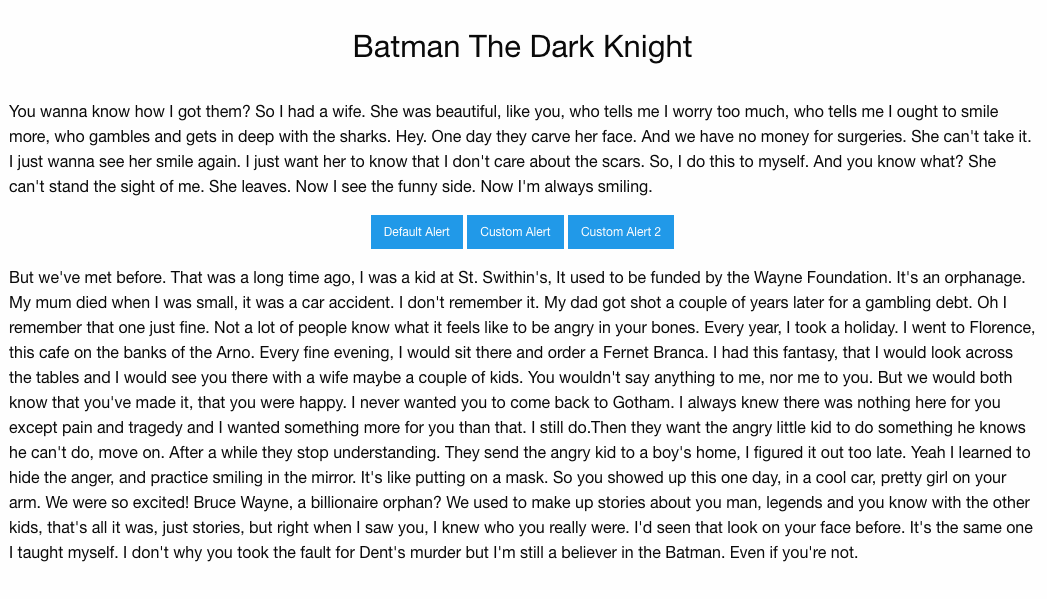 Batman The Dark Knight
You wanna know how I got them? So I had a wife. She was beautiful, like you, who tells me I worry too much, who tells me I ought to smile
more, who gambles and gets in deep with the sharks. Hey. One day they carve her face. And we have no money for surgeries. She can't take it.
I just wanna see her smile again. I just want her to know that I don't care about the scars. So, I do this to myself. And you know what? She
can't stand the sight of me. She leaves. Now I see the funny side. Now I'm always smiling.
Default Alert Custom Alert Custom Alert 2
But we've met before. That was a long time ago, I was a kid at St. Swithin's, It used to be funded by the Wayne Foundation. It's an orphanage.
My mum died when I was small, it was a car accident. I don't remember it. My dad got shot a couple of years later for a gambling debt. Oh I
remember that one just fine. Not a lot of people know what it feels like to be angry in your bones. Every year, I took a holiday. I went to Florence,
this cafe on the banks of the Arno. Every fine evening, I would sit there and order a Fernet Branca. I had this fantasy, that I would look across
the tables and I would see you there with a wife maybe a couple of kids. You wouldn't say anything to me, nor me to you. But we would both
know that you've made it, that you were happy. I never wanted you to come back to Gotham. I always knew there was nothing here for you
except pain and tragedy and I wanted something more for you than that. I still do.Then they want the angry little kid to do something he knows
he can't do, move on. After a while they stop understanding. They send the angry kid to a boy's home, I figured it out too late. Yeah I learned to
hide the anger, and practice smiling in the mirror. It's like putting on a mask. So you showed up this one day, in a cool car, pretty girl on your
arm. We were so excited! Bruce Wayne, a billionaire orphan? We used to make up stories about you man, legends and you know with the other
kids, that's all it was, just stories, but right when I saw you, I knew who you really were. I'd seen that look on your face before. It's the same one
I taught myself. I don't why you took the fault for Dent's murder but I'm still a believer in the Batman. Even if you're not.